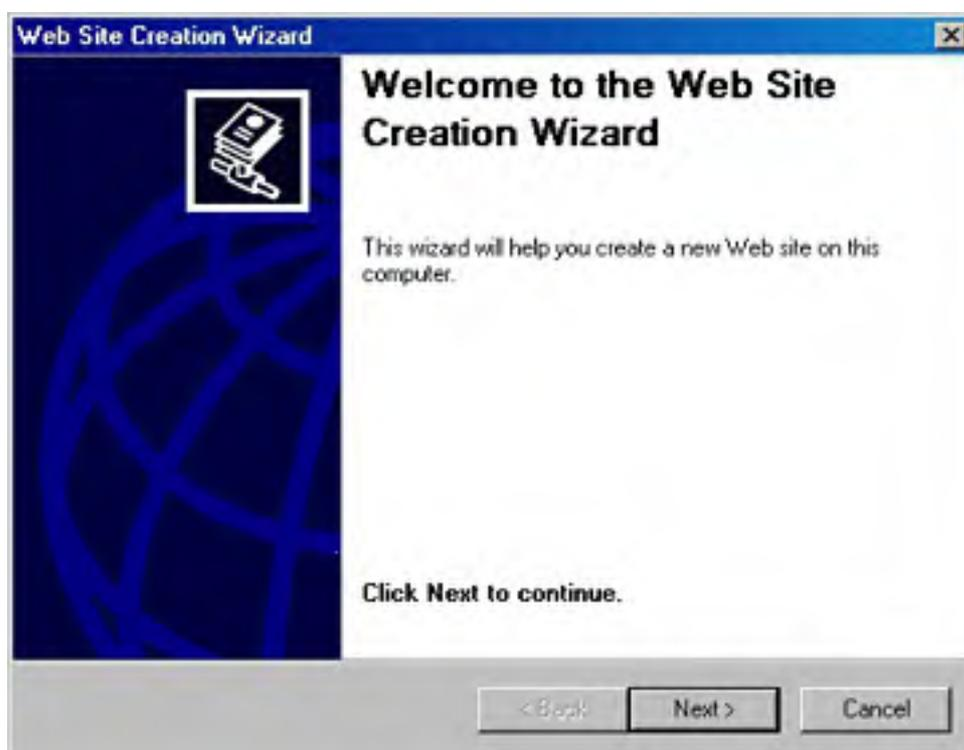 Web Site Creation Wizard
Welcome to the Web Site
Creation Wizard
This wizard will help you create a new Web site on this
computer.
Click Next to continue.
< Back
Next >
Cancel